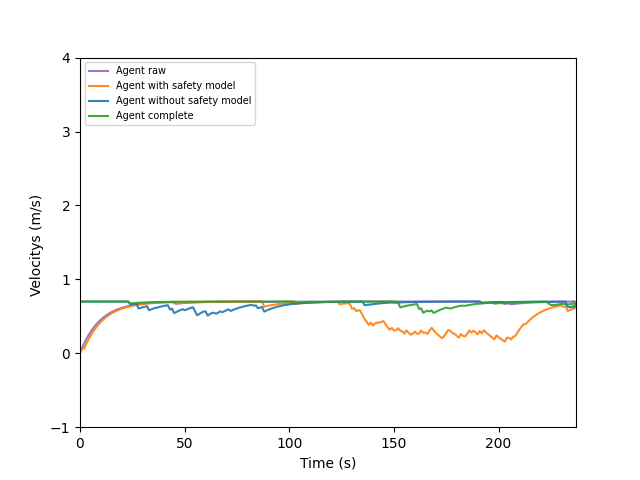 4
3
2
1
0
−1
Velocitys (m/s)
Agent raw
Agent with safety model
Agent without safety model
Agent complete
0 50 100 150 200
Time (s)